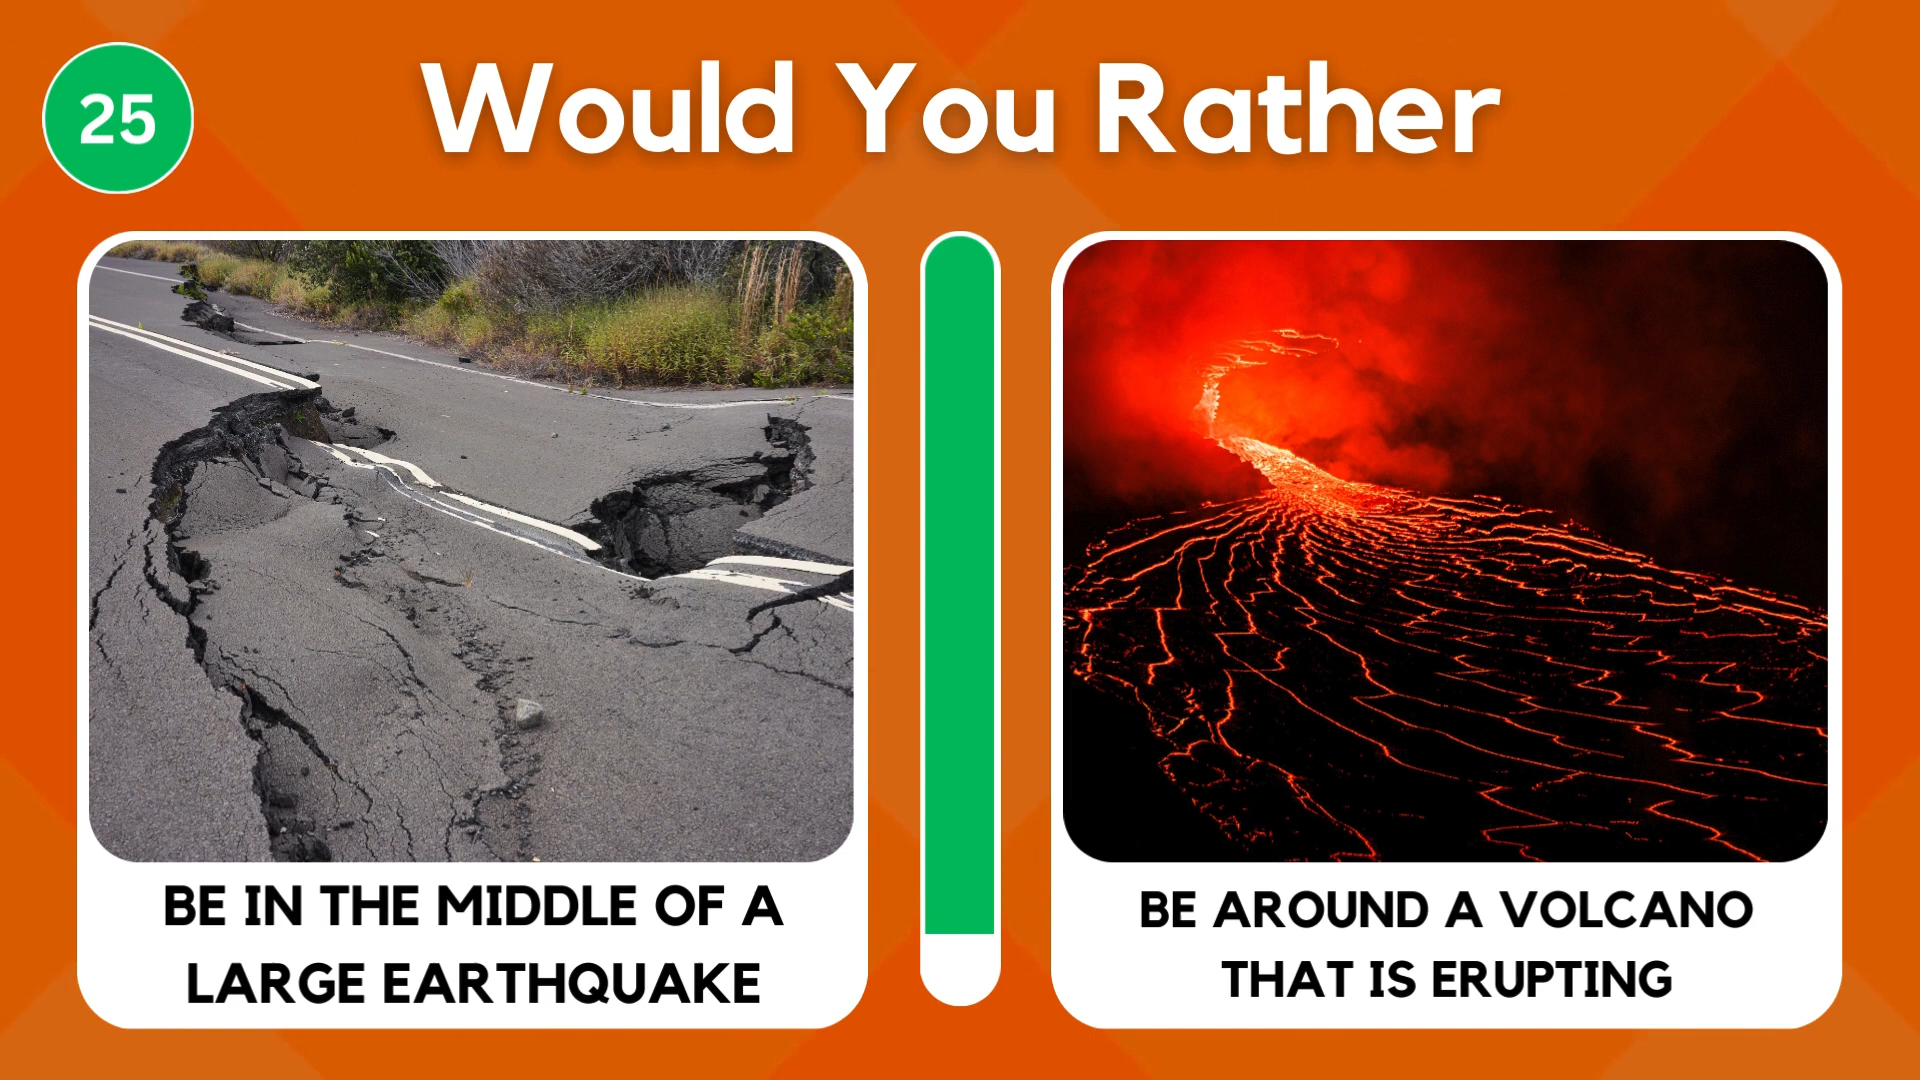 25
Would You Rather
BE IN THE MIDDLE OF A
LARGE EARTHQUAKE
BE AROUND A VOLCANO
THAT IS ERUPTING